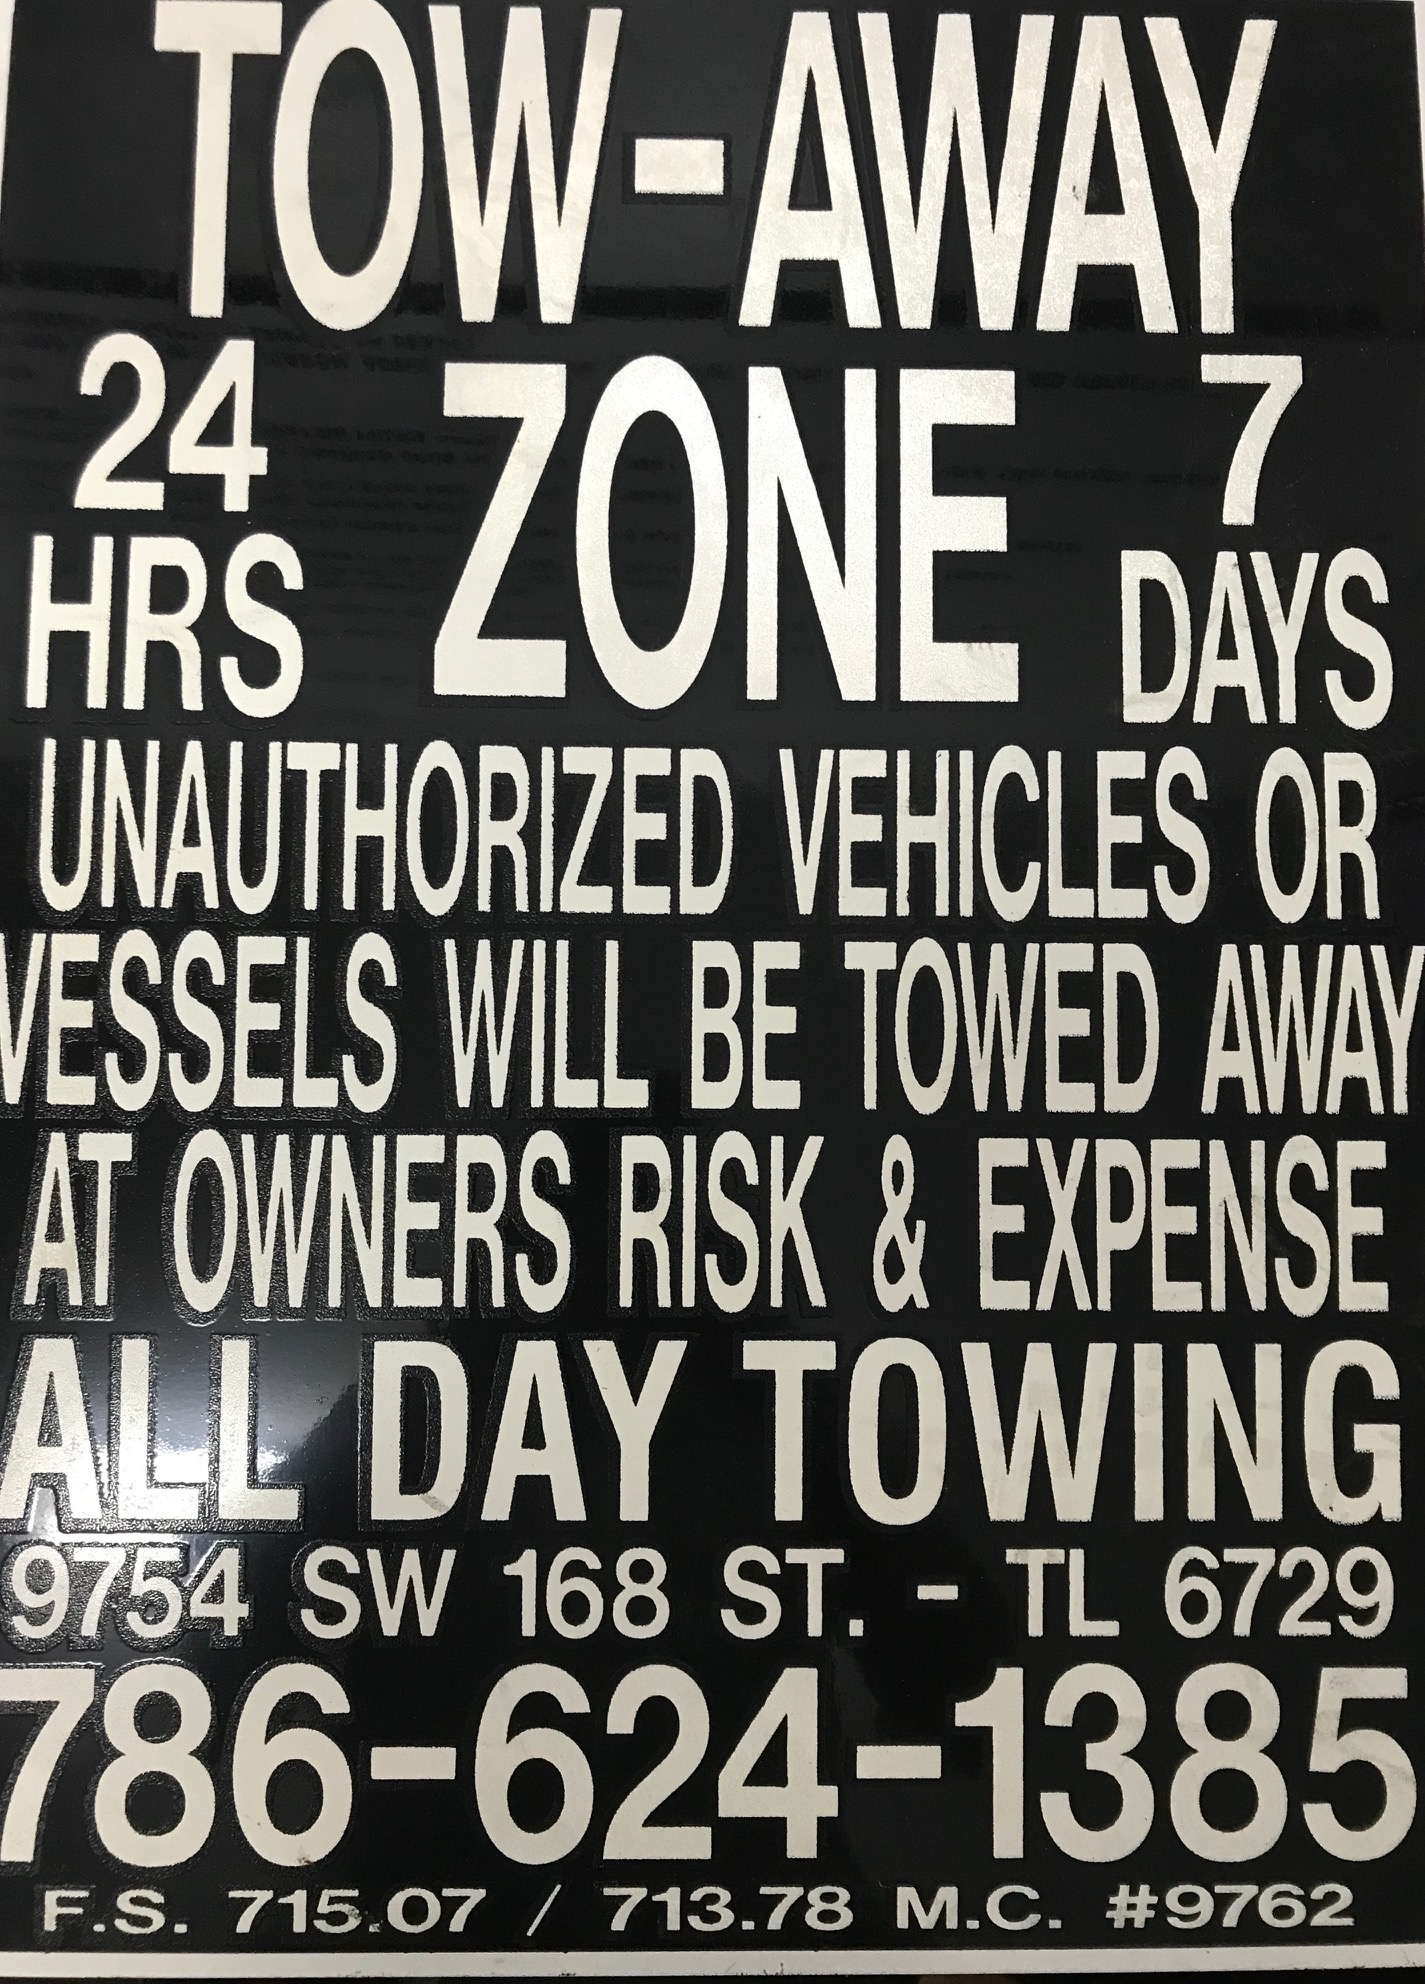 TOW-AWAY
24 HRS ZONE 7 DAYS
UNAUTHORIZED VEHICLES OR
VESSELS WILL BE TOWED AWAY
AT OWNERS RISK & EXPENSE
ALL DAY TOWING
9754 SW 168 ST. - TL 6729
786-624-1385
F.S. 715.07 / 713.78 M.C. #9762